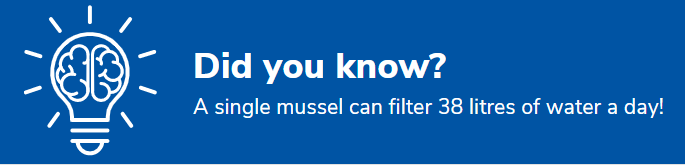 Did you know?
A single mussel can filter 38 litres of water a day!